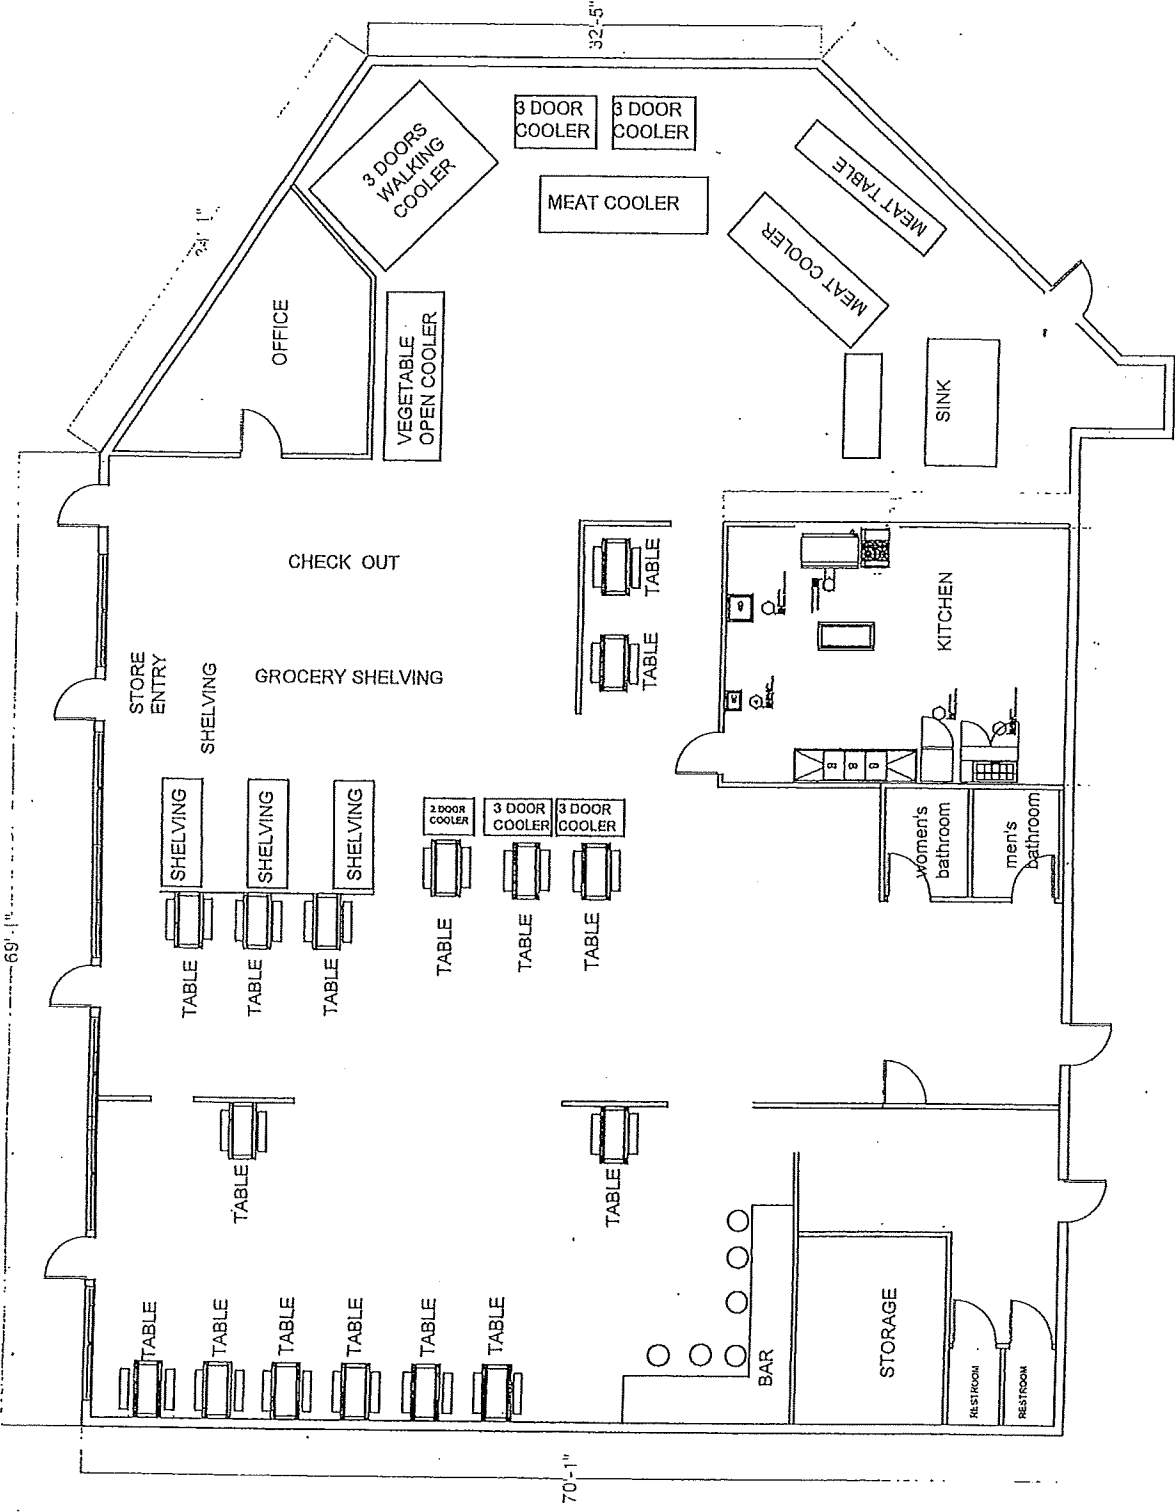 32'-5"
3 DOORS
WALKING
COOLER
3 DOOR
COOLER
3 DOOR
COOLER
MEAT COOLER
MEAT TABLE
MEAT COOLER
OFFICE
VEGETABLE
OPEN COOLER
SINK
CHECK OUT
STORE
ENTRY
SHELVING
GROCERY SHELVING
TABLE
TABLE
KITCHEN
SHELVING
SHELVING
SHELVING
2 DOOR
COOLER
3 DOOR
COOLER
3 DOOR
COOLER
women's
bathroom
men's
bathroom
69'-1"
TABLE
TABLE
TABLE
TABLE
TABLE
TABLE
TABLE
TABLE
TABLE
TABLE
TABLE
TABLE
TABLE
TABLE
BAR
STORAGE
RESTROOM
RESTROOM
70'-1"